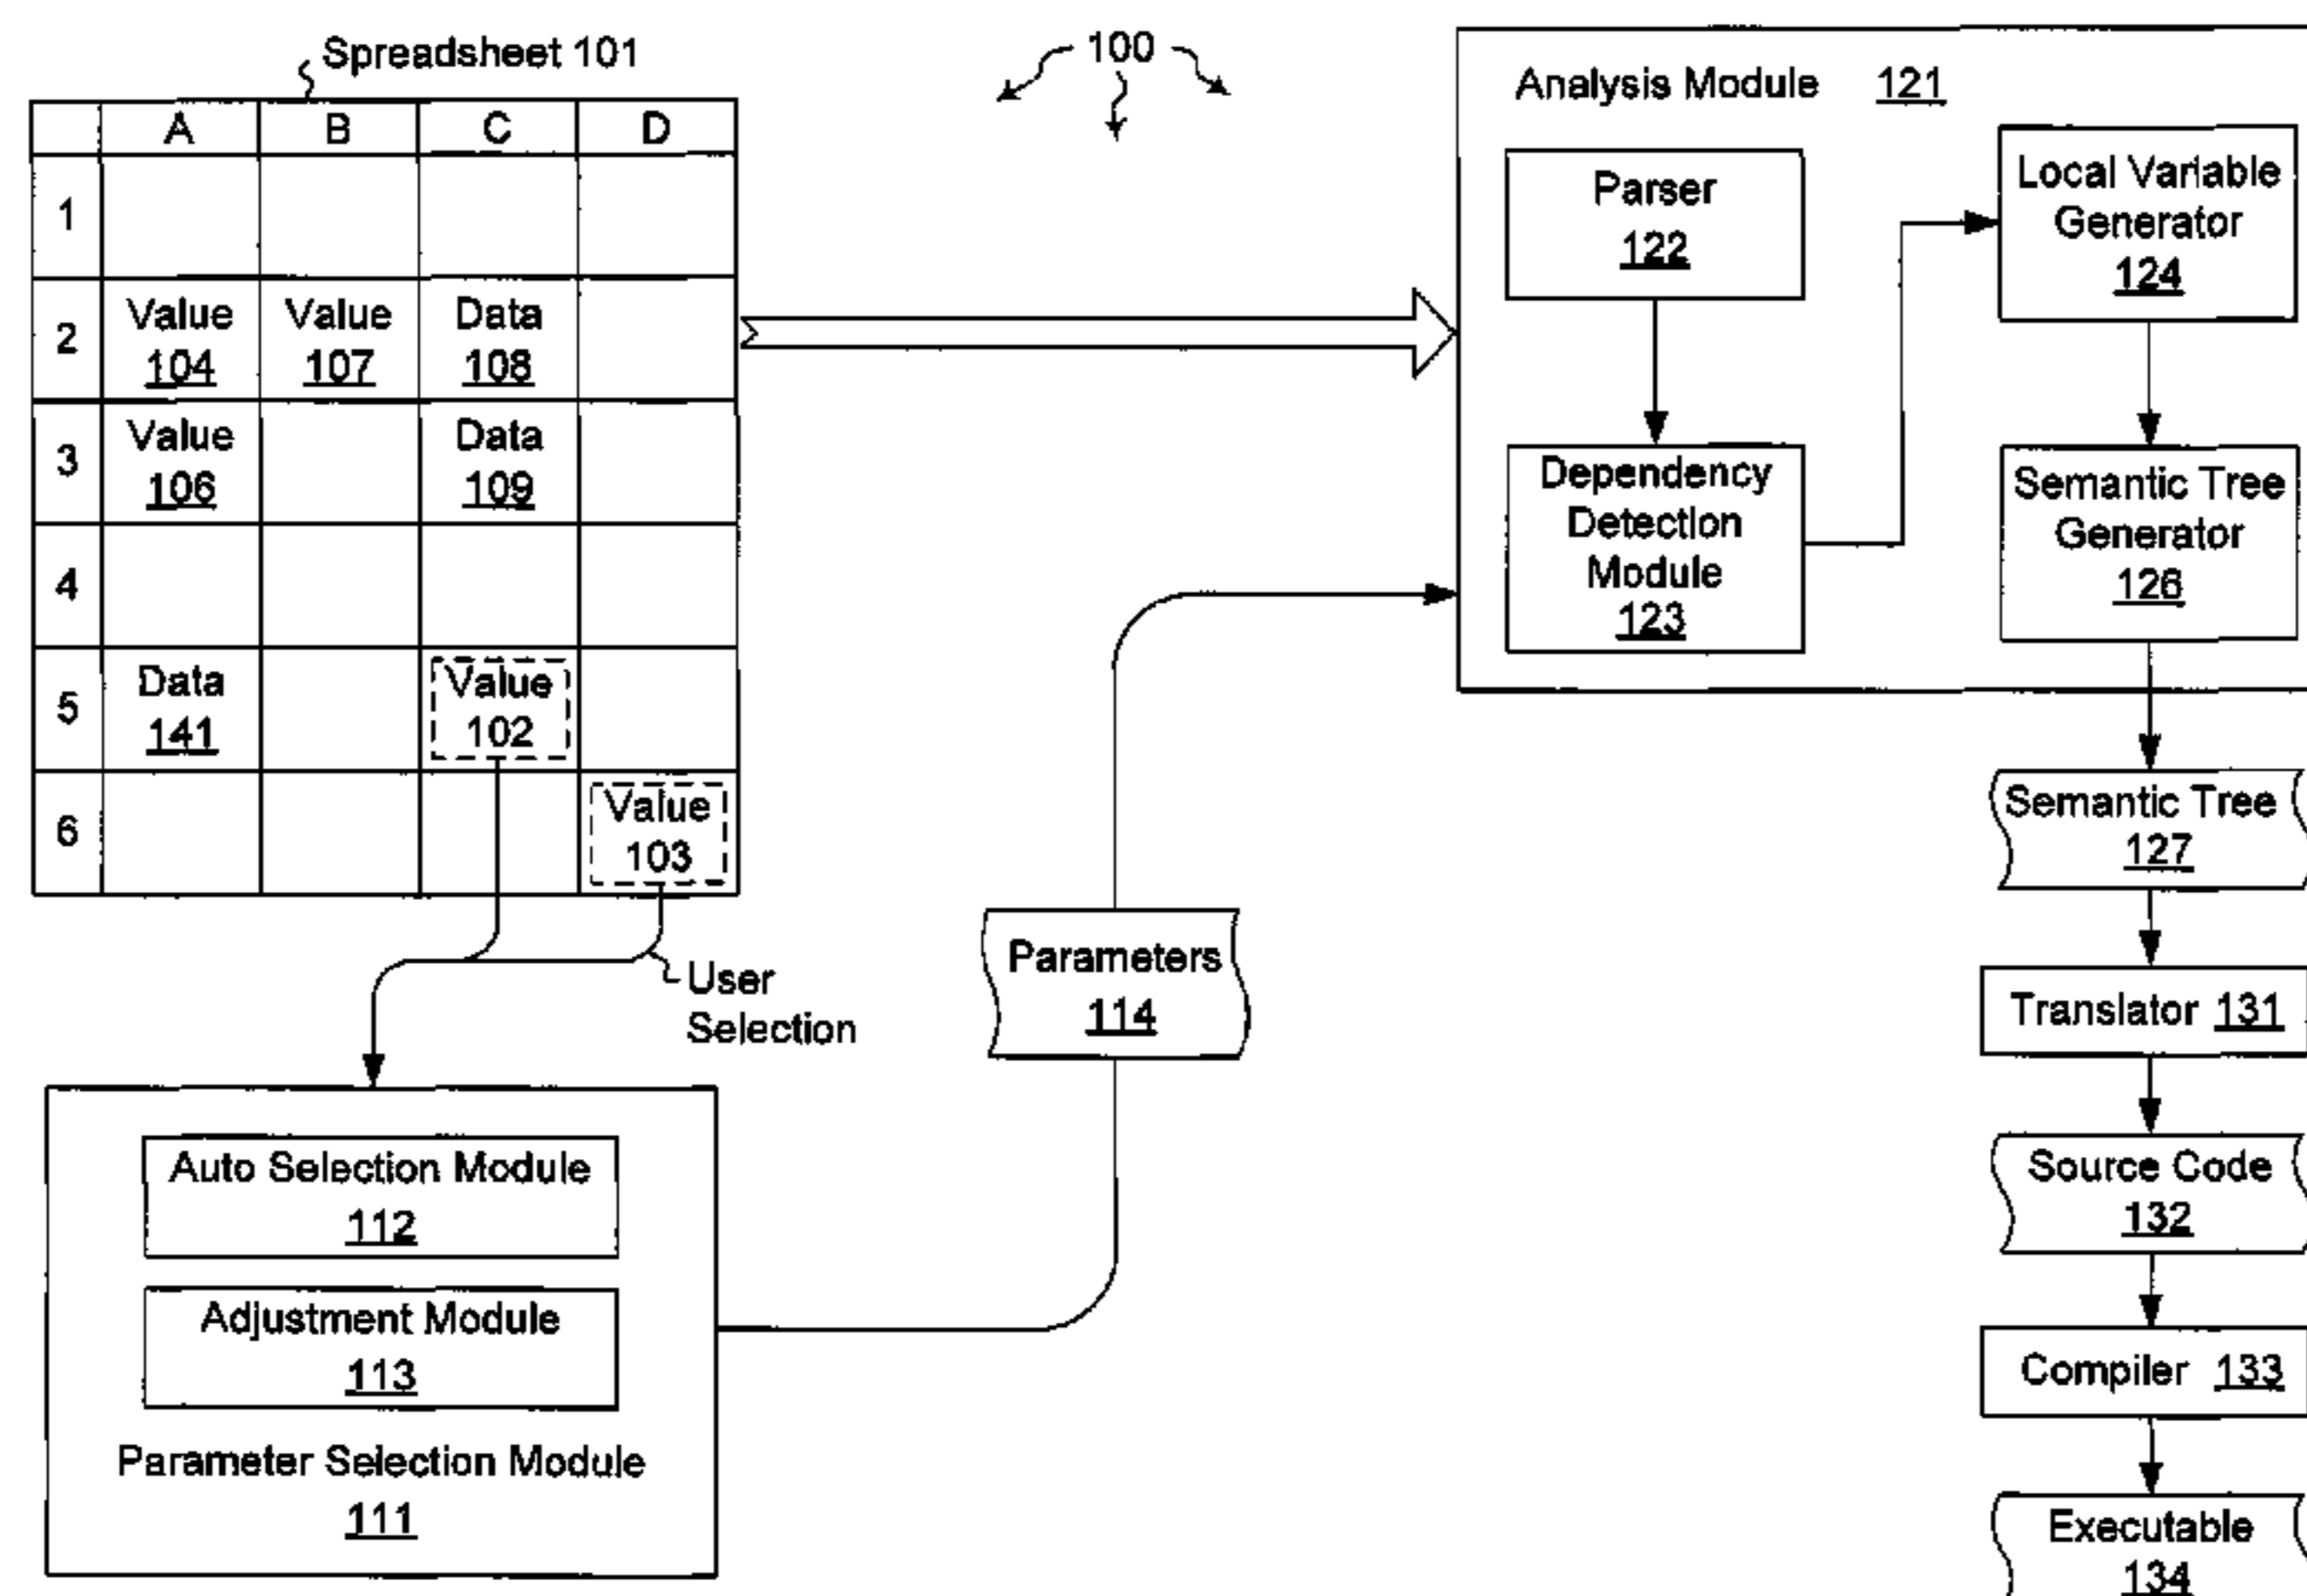 Spreadsheet 101
100
A B C D
1
2
Value 104
Value 107
Data 108
3
Value 106
Data 109
4
5
Data 141
Value 102
6
Value 103
User
Selection
Auto Selection Module
112
Adjustment Module
113
Parameter Selection Module
111
Parameters
114
Analysis Module 121
Parser
122
Dependency
Detection
Module
123
Local Variable
Generator
124
Semantic Tree
Generator
126
Semantic Tree
127
Translator 131
Source Code
132
Compiler 133
Executable
134